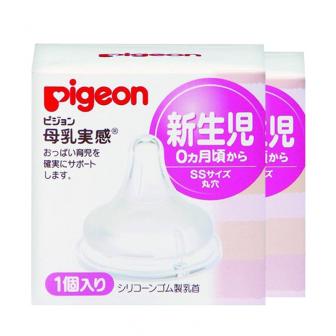 pigeon
ピジョン
母乳実感®
おっぱい育児を
確実にサポート
します。
新生児
0ヵ月頃から
SSサイズ
丸穴
1個入り
シリコーンゴム製乳首